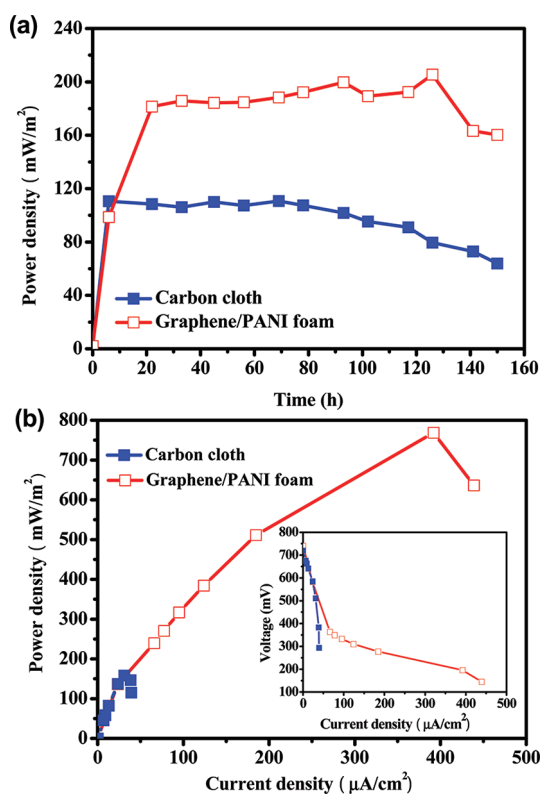 (a)
240
200
160
120
80
40
0
Power density ( mW/m²)
Carbon cloth
Graphene/PANI foam
0 20 40 60 80 100 120 140 160
Time (h)
(b)
800
700
600
500
400
300
200
100
0
Power density ( mW/m²)
Carbon cloth
Graphene/PANI foam
800
700
600
500
400
300
200
100
Voltage (mV)
0 100 200 300 400 500
Current density ( μA/cm²)
0 100 200 300 400 500
Current density ( μA/cm²)